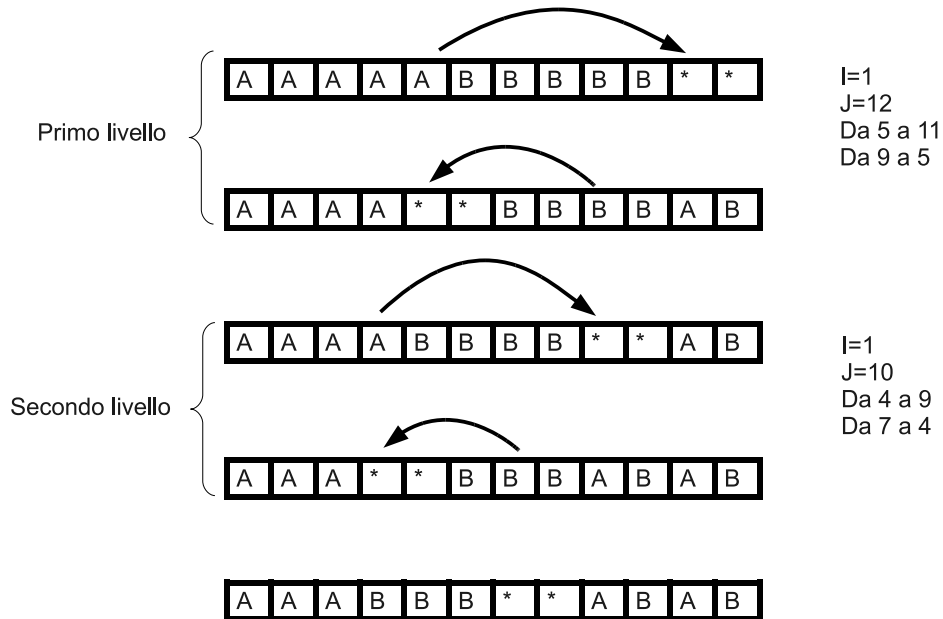 A A A A A B B B B B * *
I=1
J=12
Da 5 a 11
Da 9 a 5
Primo livello
A A A A * * B B B B A B
A A A A B B B B * * A B
I=1
J=10
Da 4 a 9
Da 7 a 4
Secondo livello
A A A * * B B B A B A B
A A A B B B * * A B A B